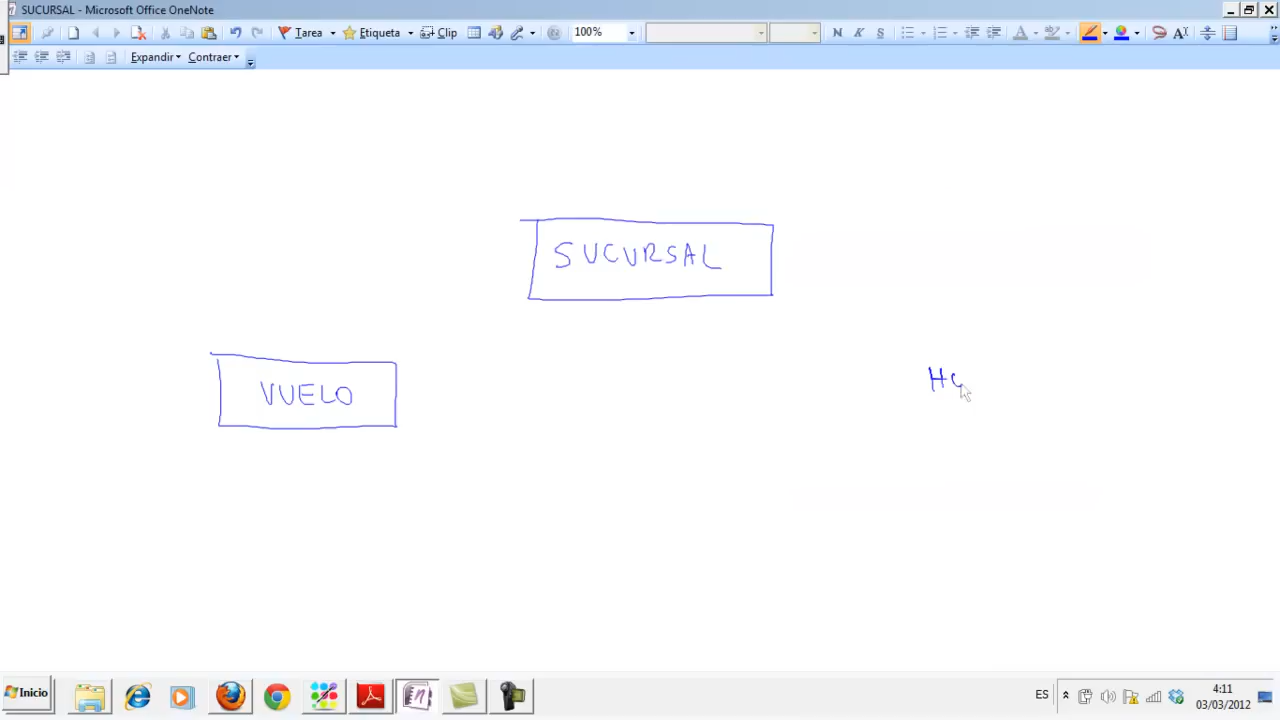 SUCURSAL - Microsoft Office OneNote
Tarea Etiqueta Clip 100% N K S A
Expandir Contraer
SUCURSAL
VUELO
HO
Inicio ES 4:11
03/03/2012